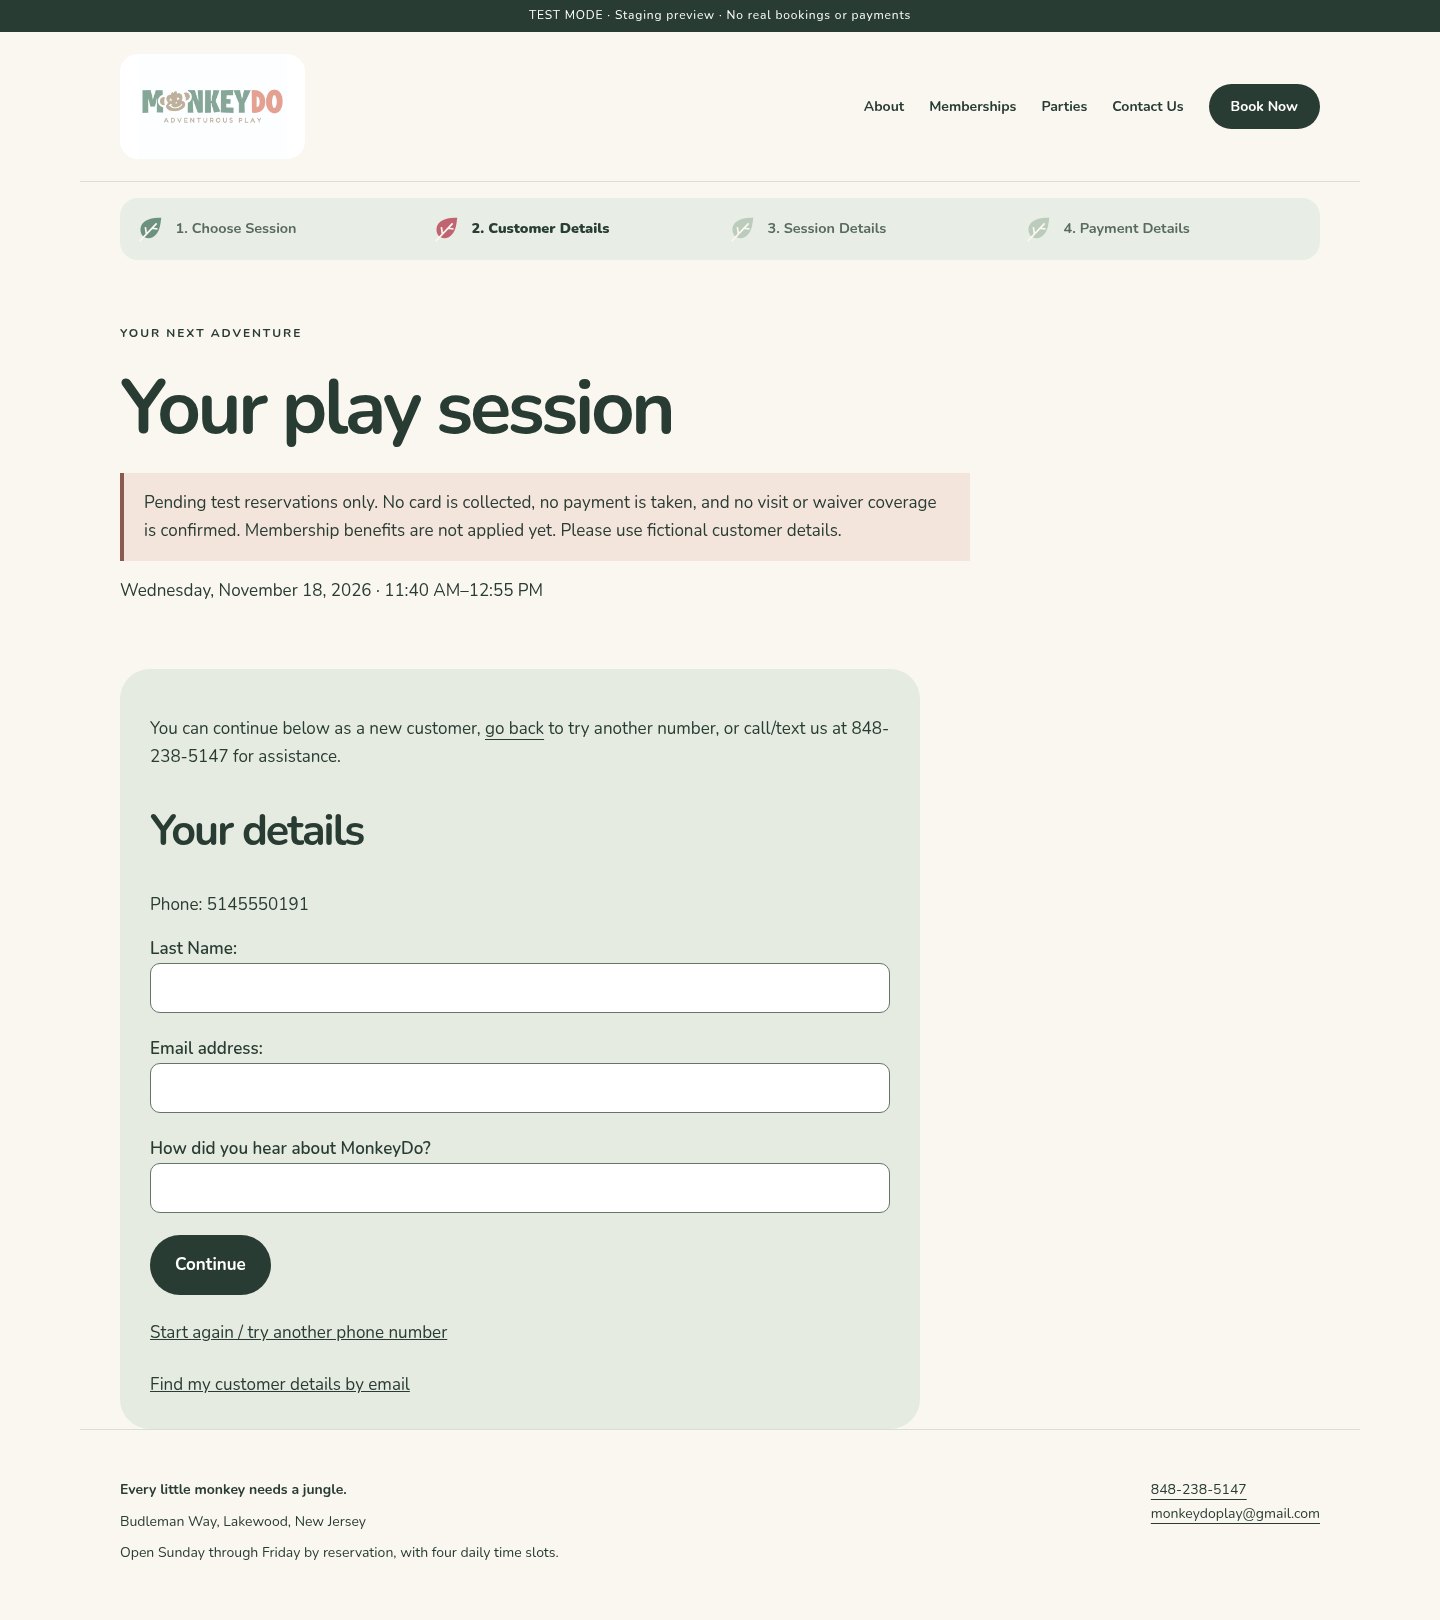 TEST MODE · Staging preview · No real bookings or payments
MONKEYDO
ADVENTUROUS PLAY
About Memberships Parties Contact Us Book Now
1. Choose Session 2. Customer Details 3. Session Details 4. Payment Details
YOUR NEXT ADVENTURE
Your play session
Pending test reservations only. No card is collected, no payment is taken, and no visit or waiver coverage
is confirmed. Membership benefits are not applied yet. Please use fictional customer details.
Wednesday, November 18, 2026 · 11:40 AM–12:55 PM
You can continue below as a new customer, go back to try another number, or call/text us at 848-
238-5147 for assistance.
Your details
Phone: 5145550191
Last Name:
Email address:
How did you hear about MonkeyDo?
Continue
Start again / try another phone number
Find my customer details by email
Every little monkey needs a jungle.
Budleman Way, Lakewood, New Jersey
Open Sunday through Friday by reservation, with four daily time slots.
848-238-5147
monkeydoplay@gmail.com